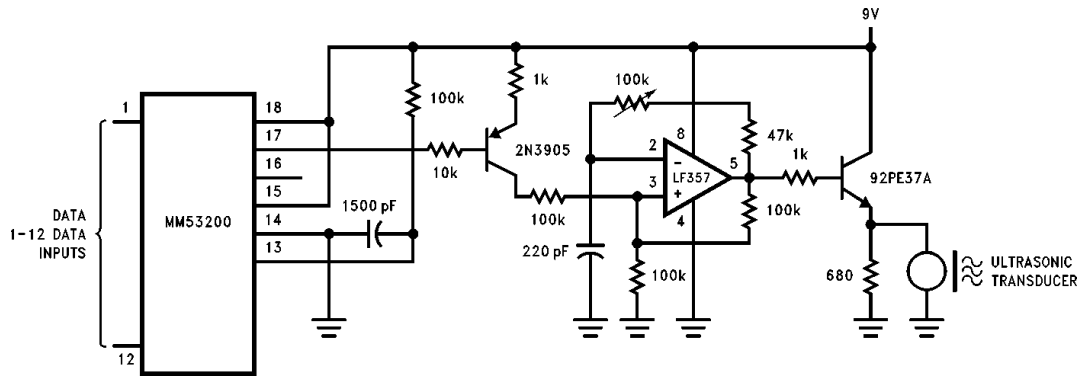 9V
100k
1k
100k
1
18
17
16
15
14
13
12
10k
2N3905
2
3
8
4
5
LF357
47k
1k
92PE37A
DATA
1-12 DATA
INPUTS
MM53200
1500 pF
100k
100k
220 pF
100k
680
ULTRASONIC
TRANSDUCER